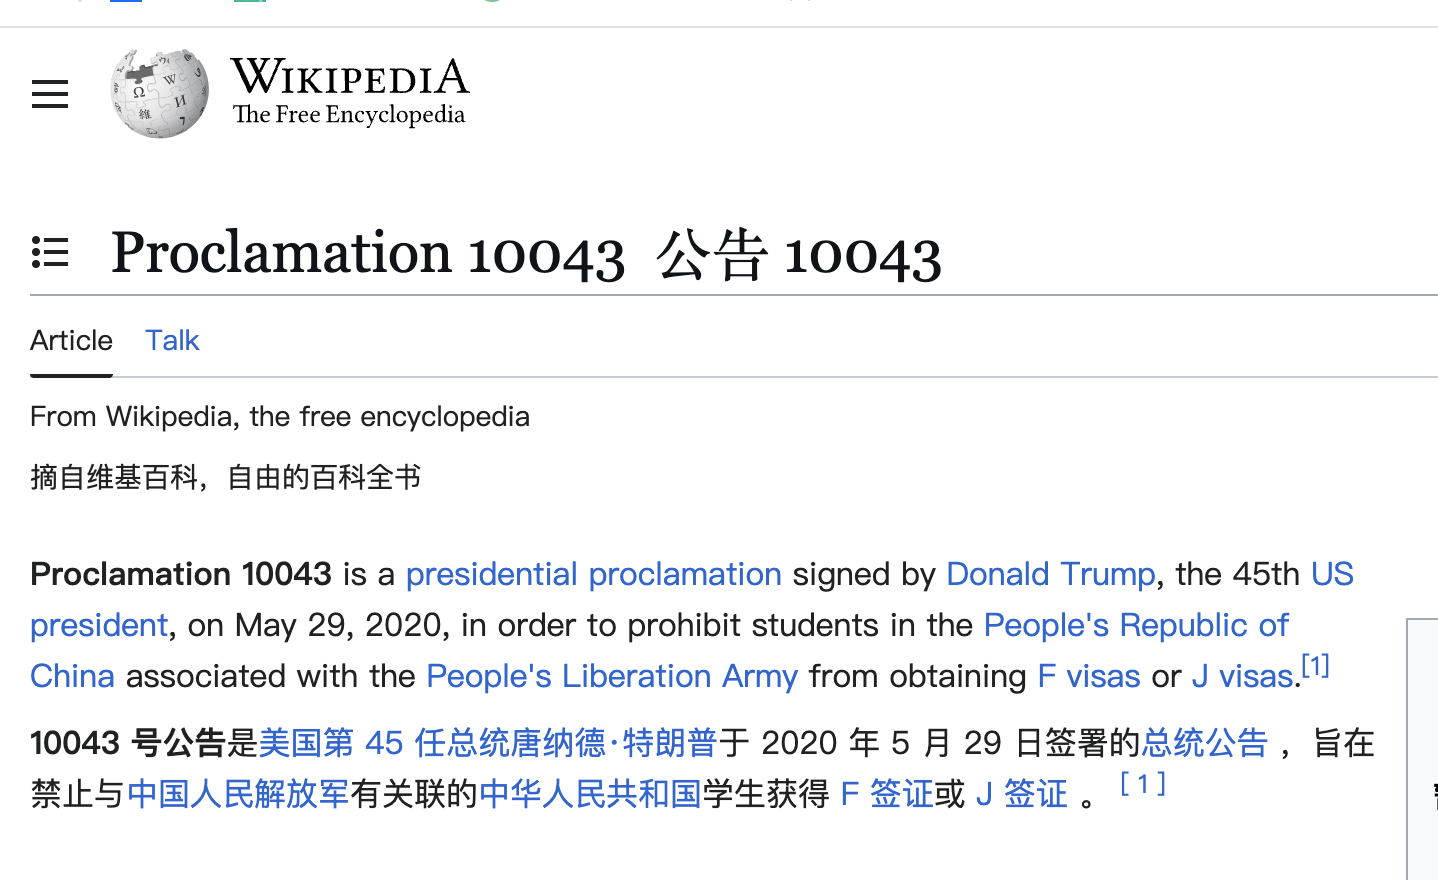 WIKIPEDIA
The Free Encyclopedia
Proclamation 10043 公告 10043
Article Talk
From Wikipedia, the free encyclopedia
摘自维基百科，自由的百科全书
Proclamation 10043 is a presidential proclamation signed by Donald Trump, the 45th US
president, on May 29, 2020, in order to prohibit students in the People's Republic of
China associated with the People's Liberation Army from obtaining F visas or J visas.[1]
10043 号公告是美国第 45 任总统唐纳德·特朗普于 2020 年 5 月 29 日签署的总统公告 ，旨在
禁止与中国人民解放军有关联的中华人民共和国学生获得 F 签证或 J 签证 。 [ 1 ]